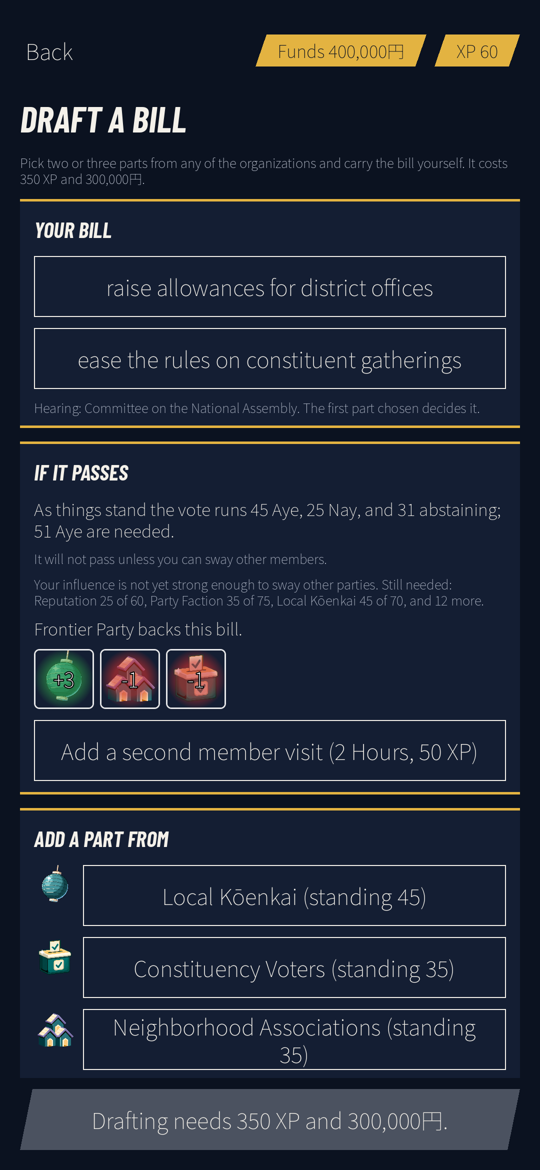 Back
Funds 400,000円
XP 60
DRAFT A BILL
Pick two or three parts from any of the organizations and carry the bill yourself. It costs
350 XP and 300,000円.
YOUR BILL
raise allowances for district offices
ease the rules on constituent gatherings
Hearing: Committee on the National Assembly. The first part chosen decides it.
IF IT PASSES
As things stand the vote runs 45 Aye, 25 Nay, and 31 abstaining;
51 Aye are needed.
It will not pass unless you can sway other members.
Your influence is not yet strong enough to sway other parties. Still needed:
Reputation 25 of 60, Party Faction 35 of 75, Local Kōenkai 45 of 70, and 12 more.
Frontier Party backs this bill.
+3
-1
-1
Add a second member visit (2 Hours, 50 XP)
ADD A PART FROM
Local Kōenkai (standing 45)
Constituency Voters (standing 35)
Neighborhood Associations (standing
35)
Drafting needs 350 XP and 300,000円.